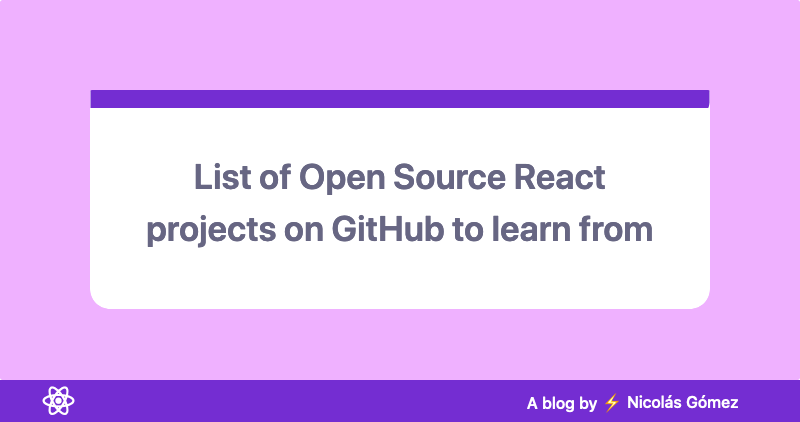 List of Open Source React
projects on GitHub to learn from
A blog by ⚡ Nicolás Gómez